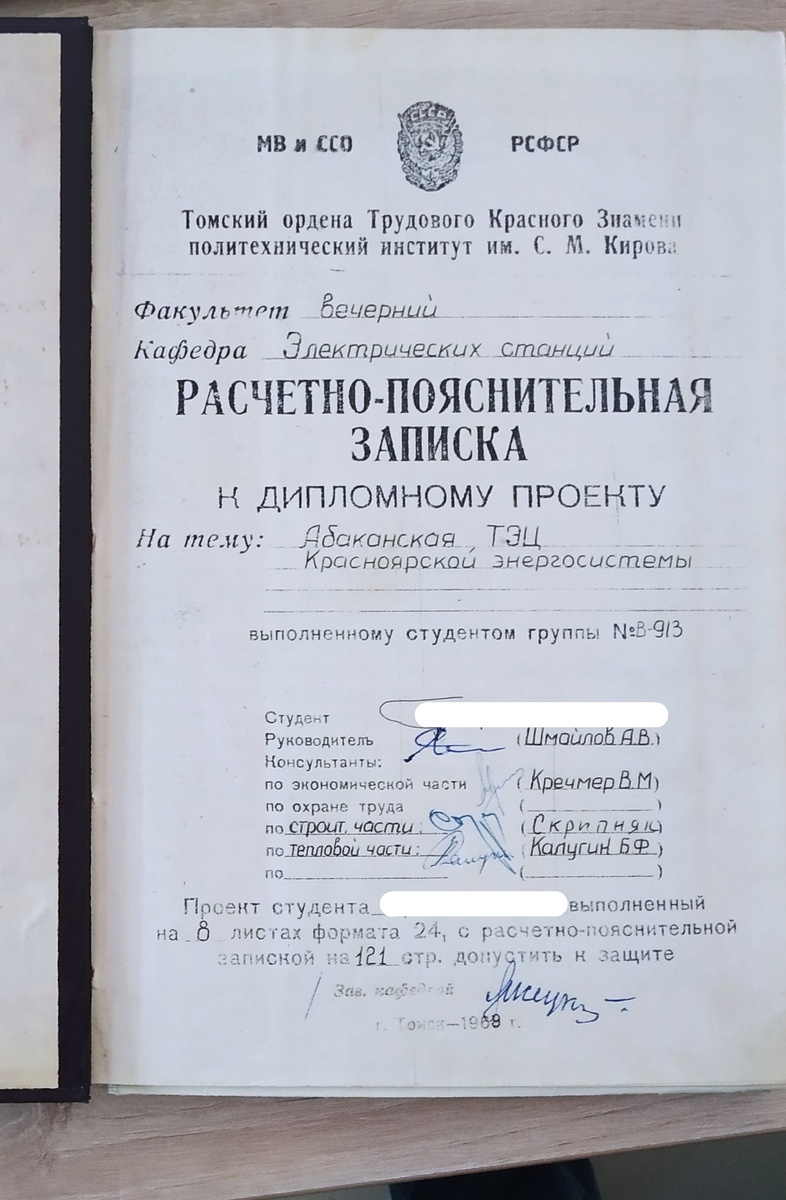 СССР
МВ и ССО РСФСР
Томский ордена Трудового Красного Знамени
политехнический институт им. С. М. Кирова
Факультет вечерний
Кафедра Электрических станций
РАСЧЕТНО-ПОЯСНИТЕЛЬНАЯ
ЗАПИСКА
К ДИПЛОМНОМУ ПРОЕКТУ
На тему: Абаканская ТЭЦ
Красноярской энергосистемы
выполненному студентом группы №В-913
Студент
Руководитель (Шмайлов А.В.)
Консультанты:
по экономической части (Кречмер В.М)
по охране труда ( )
по строит. части: (Скрипняк)
по тепловой части: (Калугин Б.Ф.)
по ( )
Проект студента выполненный
на 8 листах формата 24, с расчетно-пояснительной
запиской на 121 стр. допустить к защите
Зав. кафедрой
г. Томск—1969 г.